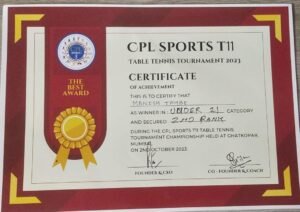 CPL SPORTS T11
TABLE TENNIS TOURNAMENT 2023
CERTIFICATE
OF ACHIEVEMENT
THIS IS TO CERTIFY THAT
AS WINNER IN UNDER 21 CATEGORY
AND SECURED 2ND RANK
DURING THE CPL SPORTS T11 TABLE TENNIS
TOURNAMENT CHAMPIONSHIP HELD AT GHATKOPAR
MUMBAI
ON 2ND OCTOBER 2023
FOUNDER & CEO
CO - FOUNDER & COACH
THE
BEST
AWARD